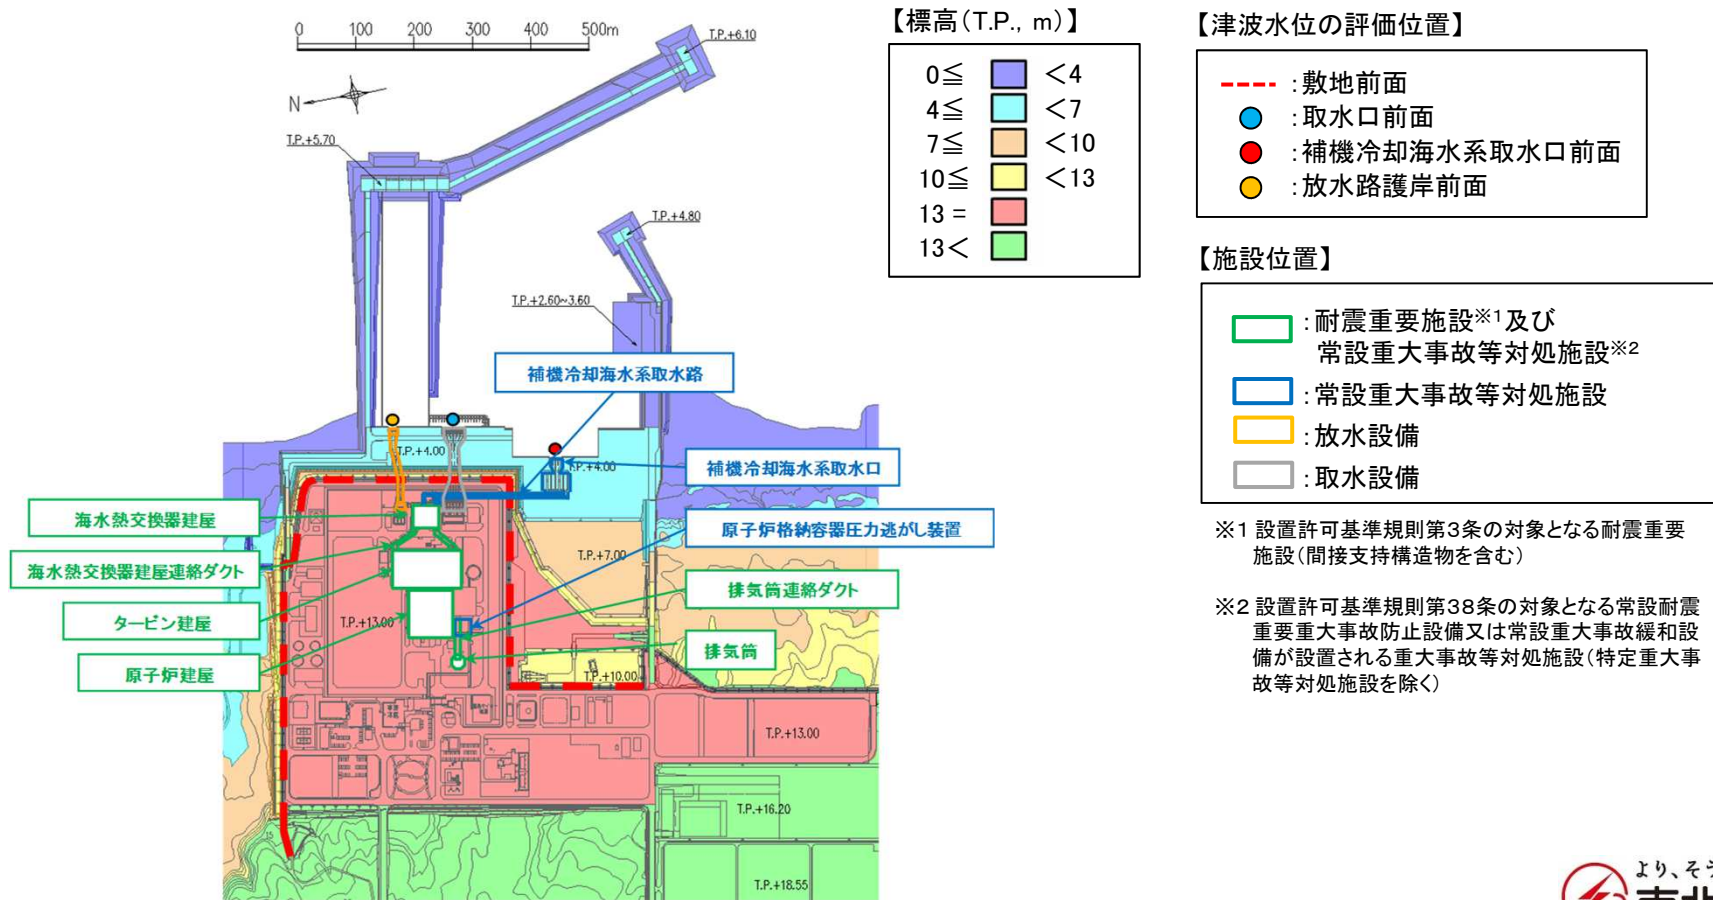 0 100 200 300 400 500m
N
T.P.+6.10
T.P.+5.70
T.P.+4.80
T.P.+2.60~3.60
補機冷却海水系取水路
T.P.+4.00
T.P.+4.00
補機冷却海水系取水口
海水熱交換器建屋
原子炉格納容器圧力逃がし装置
T.P.+7.00
海水熱交換器建屋連絡ダクト
排気筒連絡ダクト
タービン建屋
T.P.+13.00
排気筒
原子炉建屋
T.P.+10.00
T.P.+13.00
T.P.+16.20
T.P.+18.55
【標高(T.P., m)】
0≦ <4
4≦ <7
7≦ <10
10≦ <13
13 =
13<
【津波水位の評価位置】
:敷地前面
:取水口前面
:補機冷却海水系取水口前面
:放水路護岸前面
【施設位置】
:耐震重要施設※1及び
常設重大事故等対処施設※2
:常設重大事故等対処施設
:放水設備
:取水設備
※1 設置許可基準規則第3条の対象となる耐震重要
施設(間接支持構造物を含む)
※2 設置許可基準規則第38条の対象となる常設耐震
重要重大事故防止設備又は常設重大事故緩和設
備が設置される重大事故等対処施設(特定重大事
故等対処施設を除く)
より、そう
東北